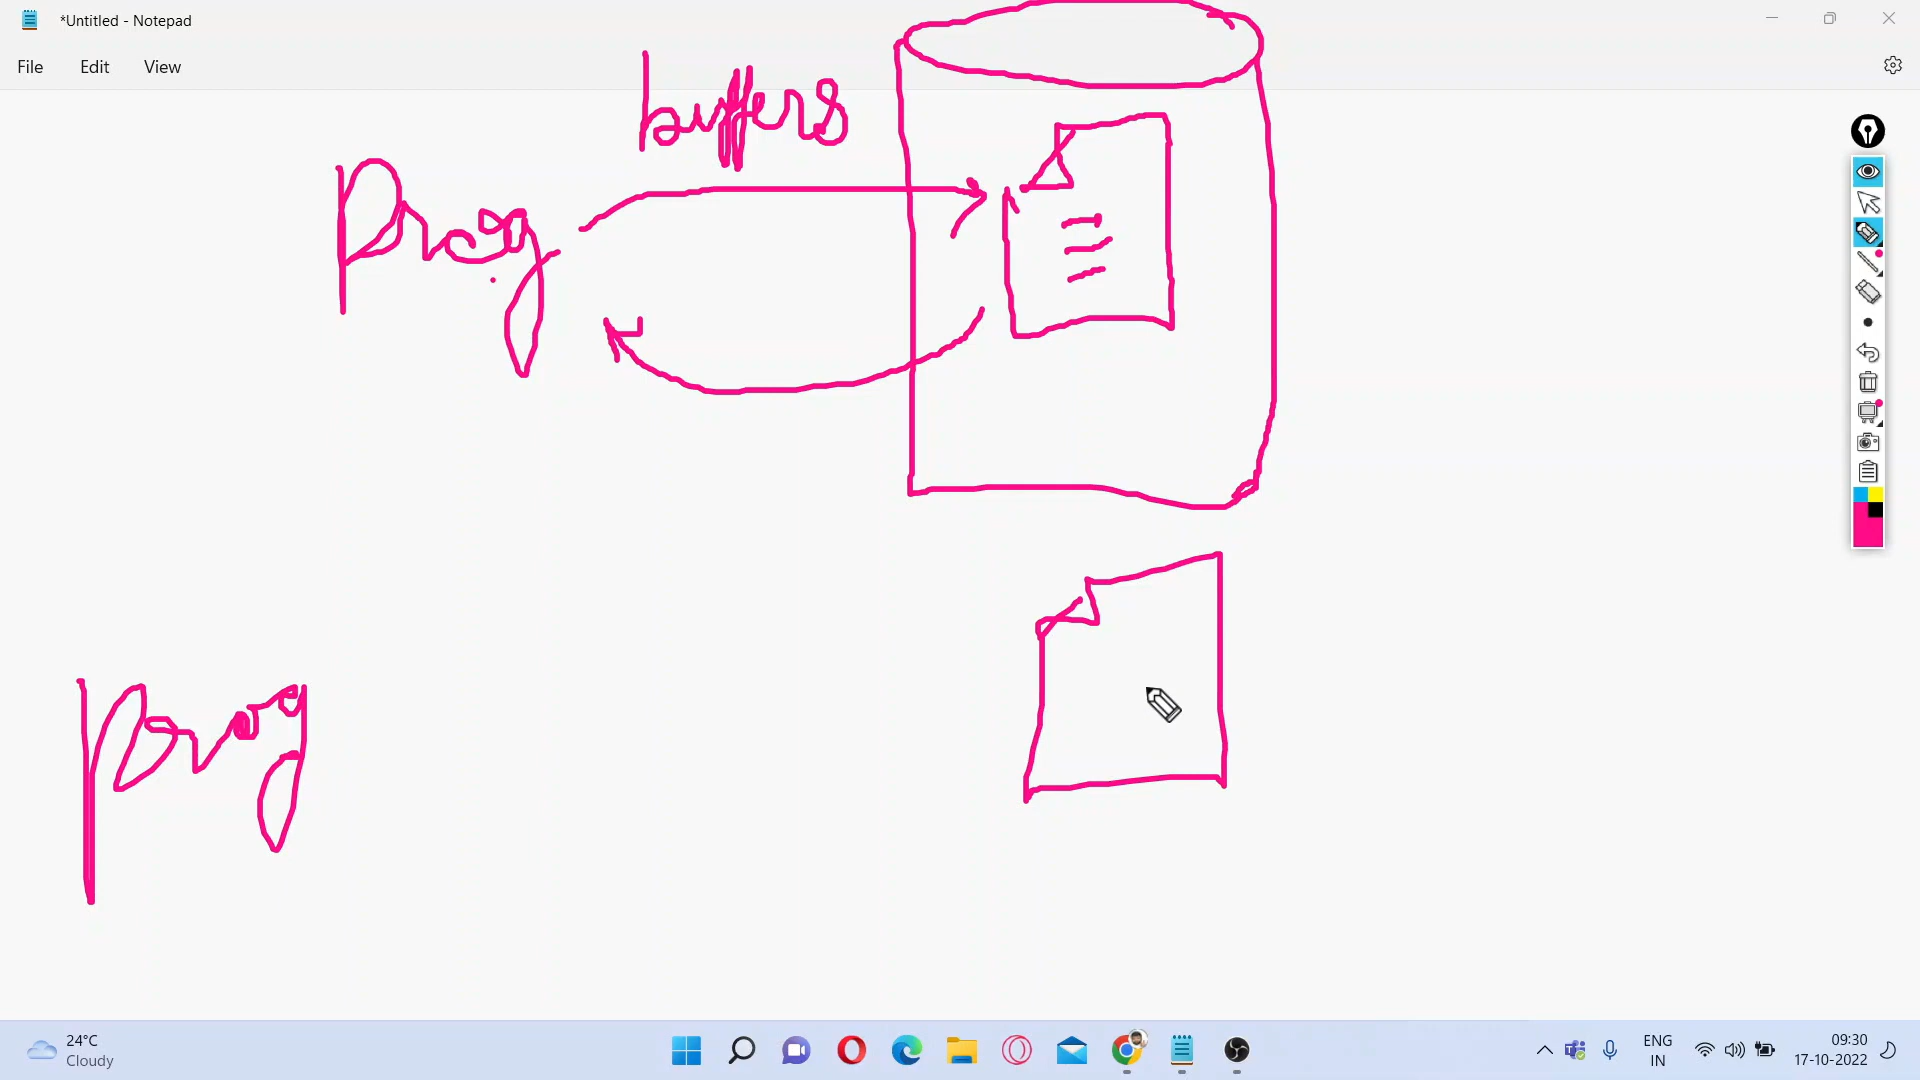 *Untitled - Notepad
File Edit View
buffers
Prog
prog
24°C
Cloudy
ENG
IN
09:30
17-10-2022